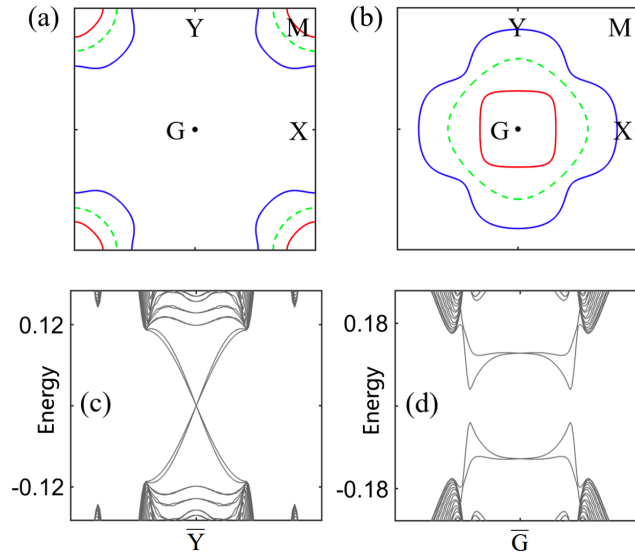 (a) Y M
G X
(b) Y M
G X
0.12
Energy
(c)
-0.12
Y̅
0.18
Energy
(d)
-0.18
G̅